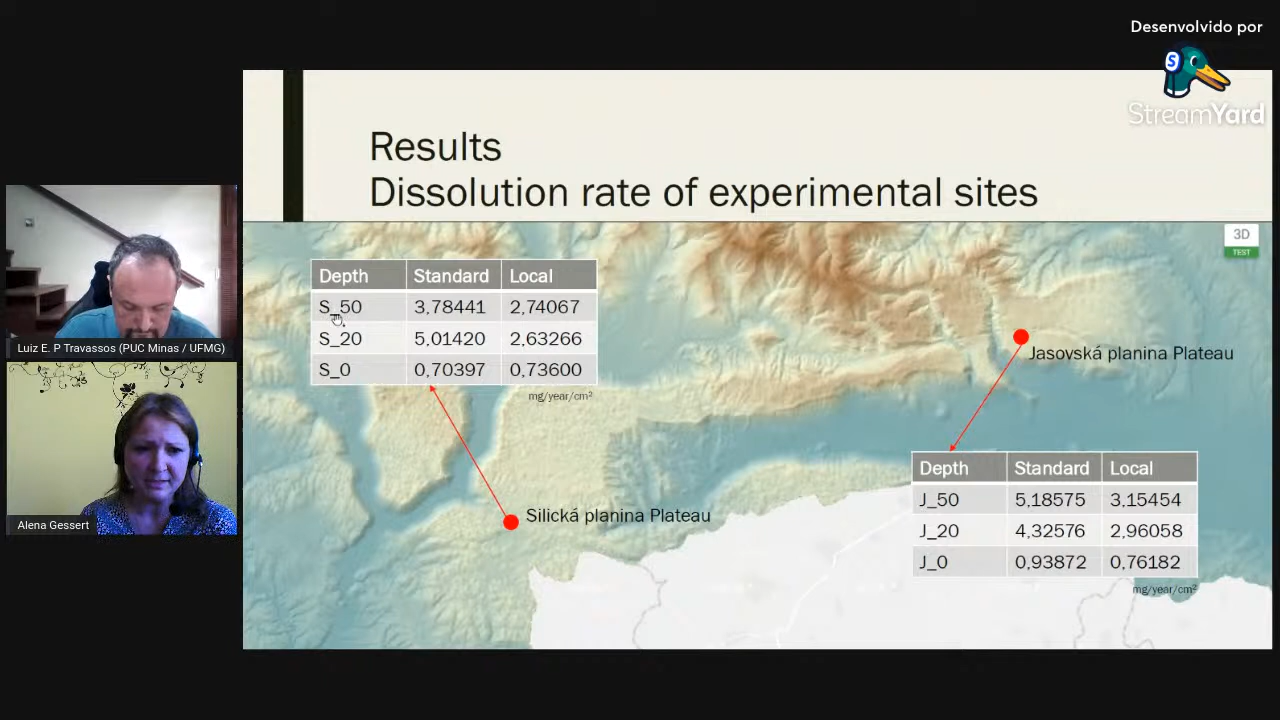 Desenvolvido por
StreamYard
Results
Dissolution rate of experimental sites
3D
TEST
Depth Standard Local
S_50 3,78441 2,74067
S_20 5,01420 2,63266
S_0 0,70397 0,73600
mg/year/cm²
Jasovská planina Plateau
Luiz E. P Travassos (PUC Minas / UFMG)
Alena Gessert
Silická planina Plateau
Depth Standard Local
J_50 5,18575 3,15454
J_20 4,32576 2,96058
J_0 0,93872 0,76182
mg/year/cm²